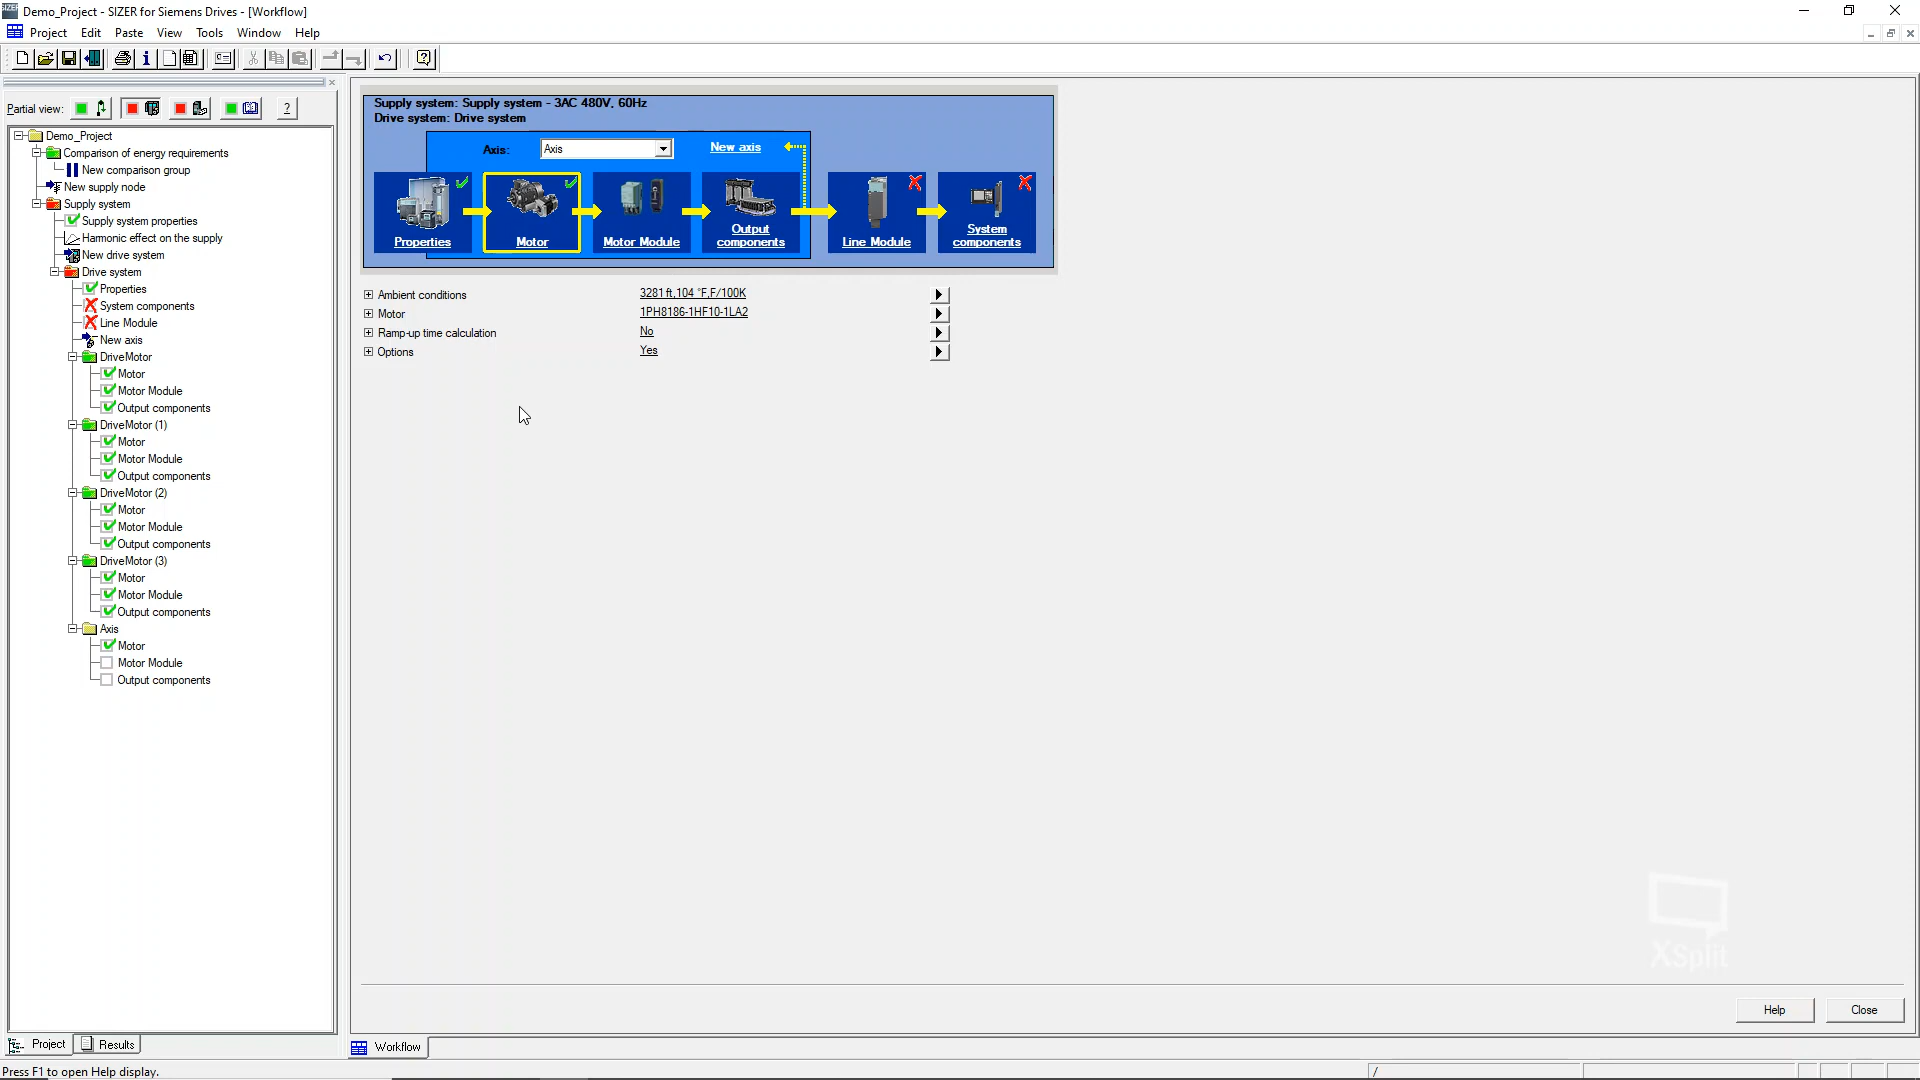 Demo_Project - SIZER for Siemens Drives - [Workflow]
Project Edit Paste View Tools Window Help
Partial view: ?
Demo_Project
Comparison of energy requirements
New comparison group
New supply node
Supply system
Supply system properties
Harmonic effect on the supply
New drive system
Drive system
Properties
System components
Line Module
New axis
DriveMotor
Motor
Motor Module
Output components
DriveMotor (1)
Motor
Motor Module
Output components
DriveMotor (2)
Motor
Motor Module
Output components
DriveMotor (3)
Motor
Motor Module
Output components
Axis
Motor
Motor Module
Output components
Project Results
Supply system: Supply system - 3AC 480V, 60Hz
Drive system: Drive system
Axis: Axis New axis
Properties
Motor
Motor Module
Output
components
Line Module
System
components
Ambient conditions 3281 ft,104 °F,F/100K
Motor 1PH8186-1HF10-1LA2
Ramp-up time calculation No
Options Yes
XSplit
Help Close
Workflow
Press F1 to open Help display. /